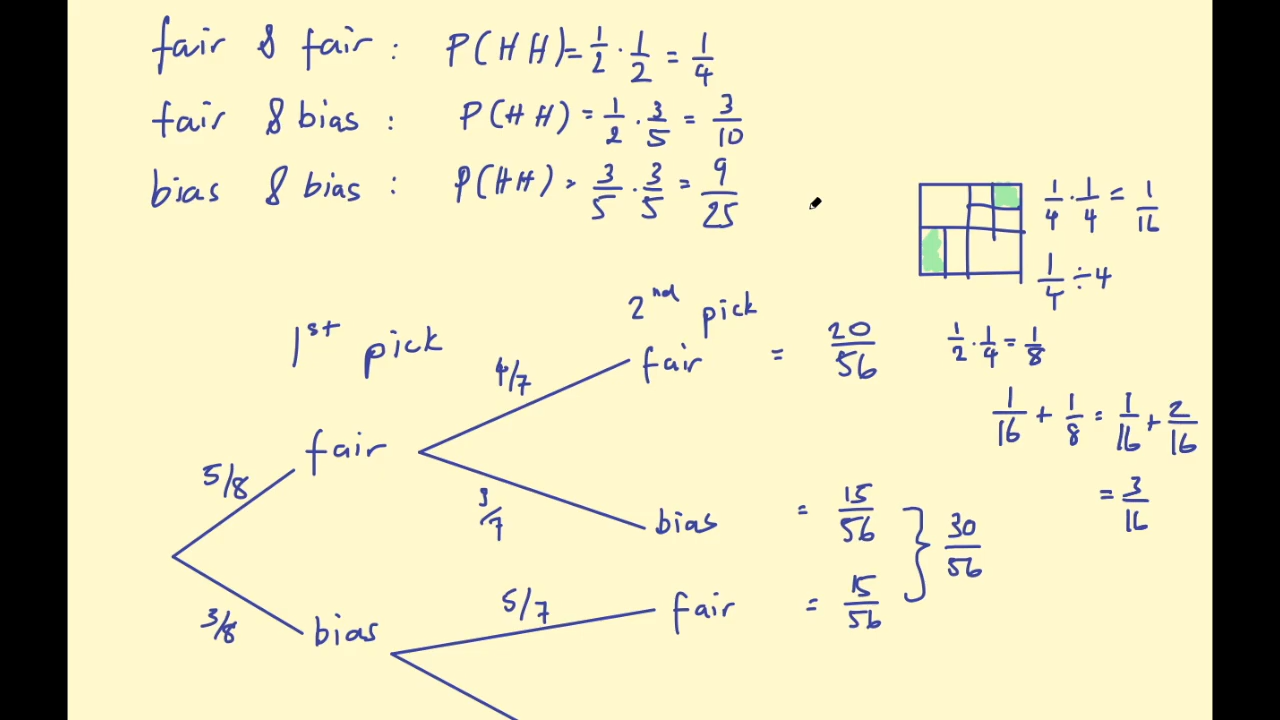 fair & fair : P(HH)= 1/2 · 1/2 = 1/4
fair & bias : P(HH) = 1/2 · 3/5 = 3/10
bias & bias : P(HH) = 3/5 · 3/5 = 9/25
1/4 · 1/4 = 1/16
1/4 ÷ 4
1st pick
2nd pick
1/2 · 1/4 = 1/8
1/16 + 1/8 = 1/16 + 2/16
= 3/16
5/8
fair
4/7
fair = 20/56
3/7
bias = 15/56
30/56
3/8
bias
5/7
fair = 15/56